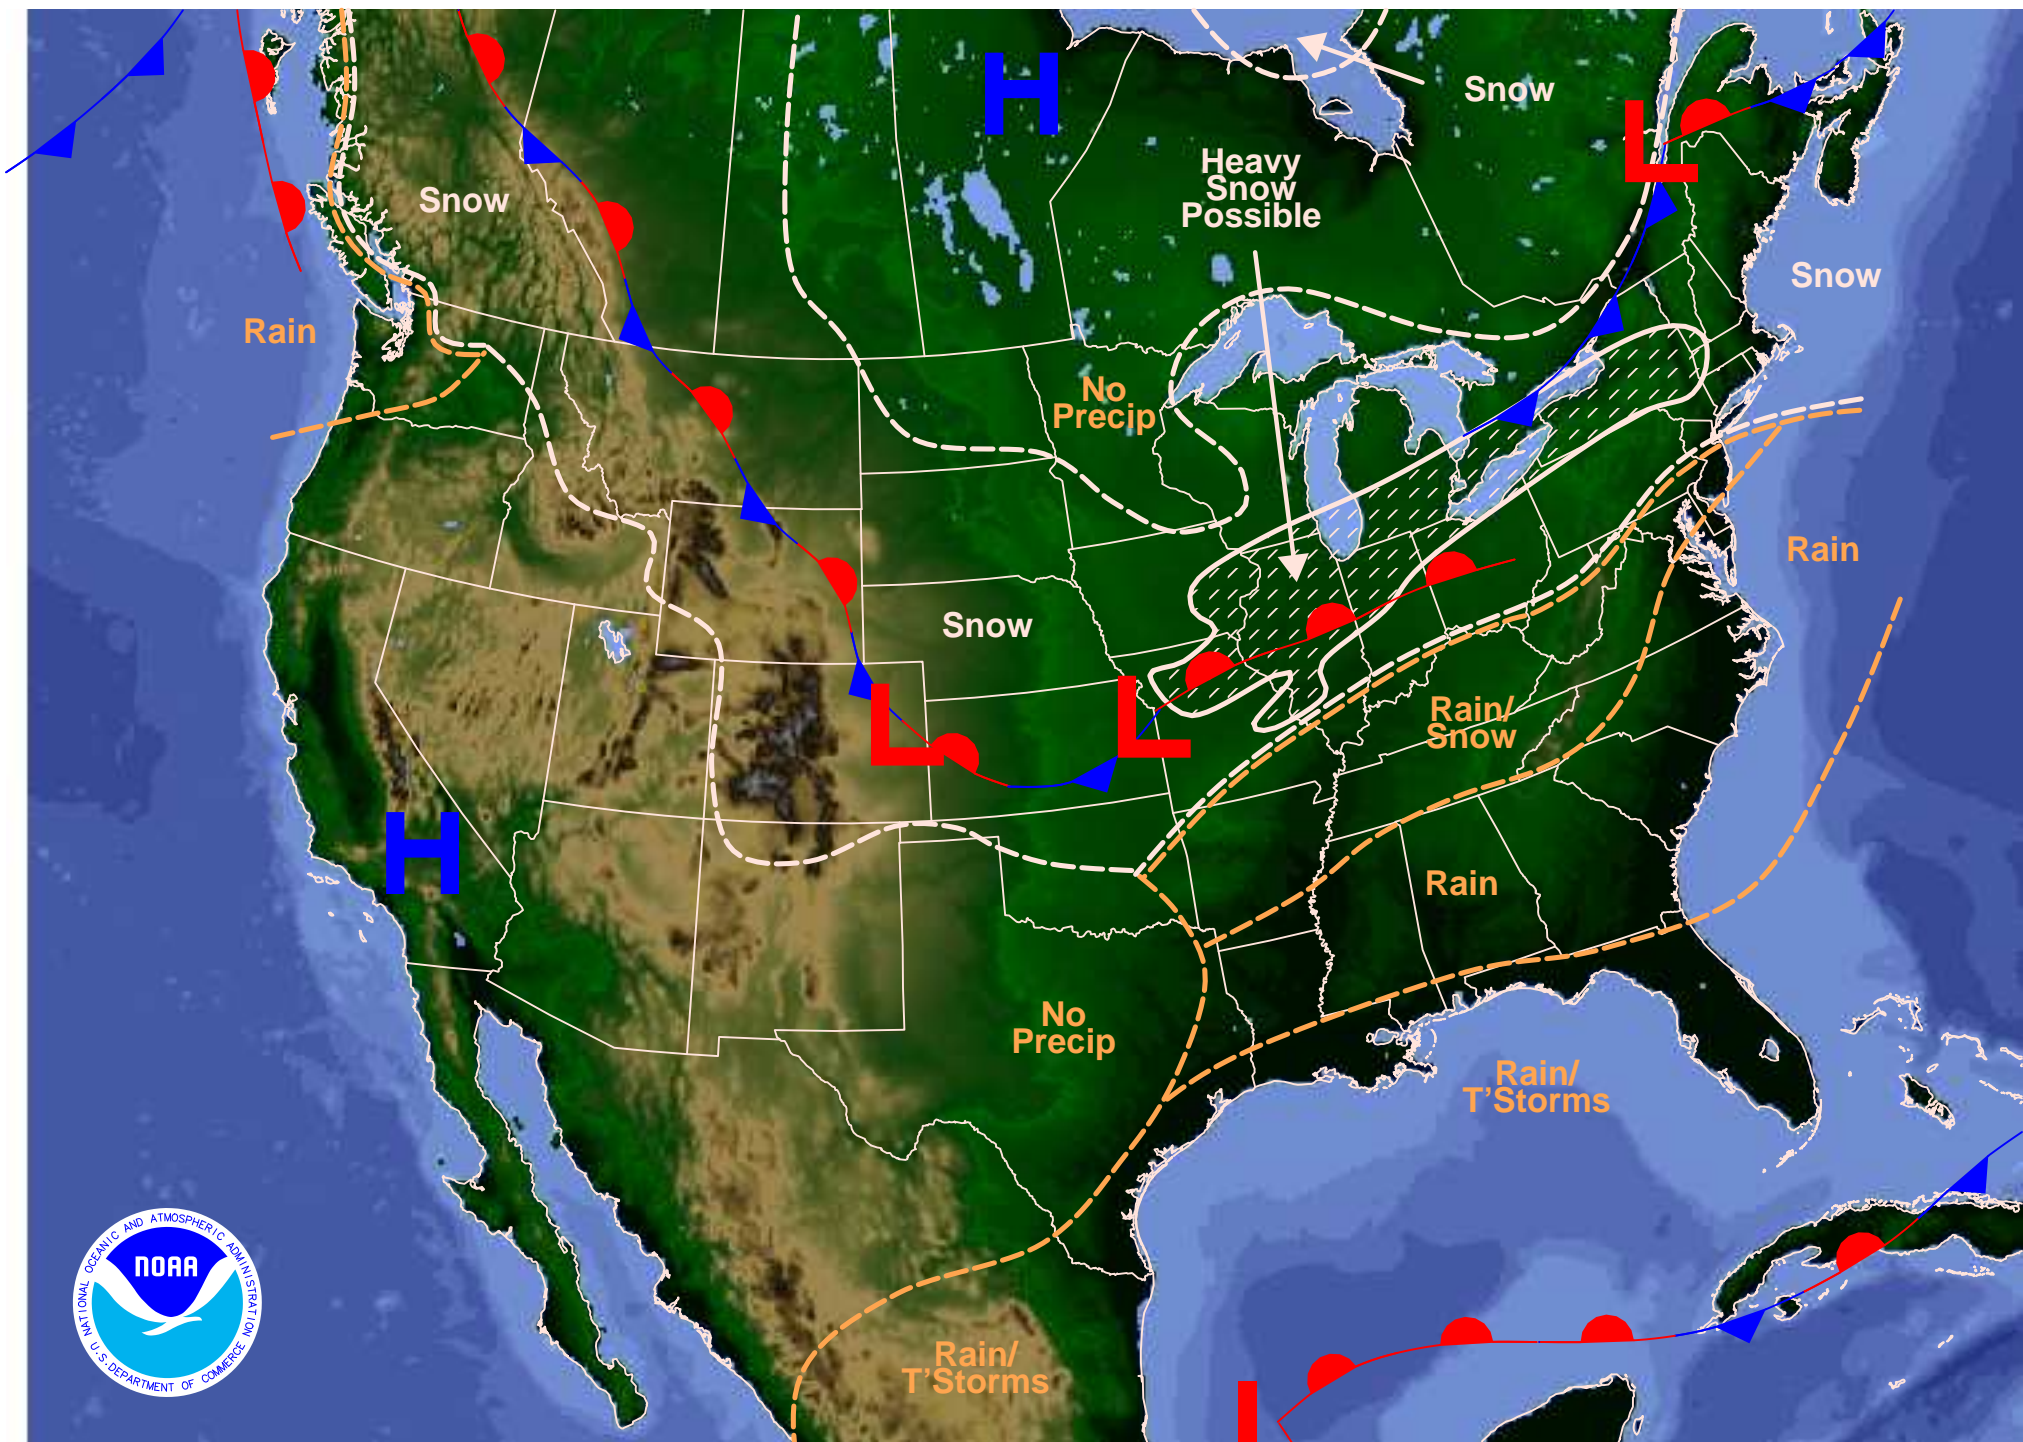 H
Snow
L
Heavy
Snow
Possible
Snow
Snow
Rain
No
Precip
Rain
Snow
L
L
Rain/
Snow
H
Rain
No
Precip
Rain/
T'Storms
NATIONAL OCEANIC AND ATMOSPHERIC ADMINISTRATION
NOAA
U.S. DEPARTMENT OF COMMERCE
Rain/
T'Storms
L